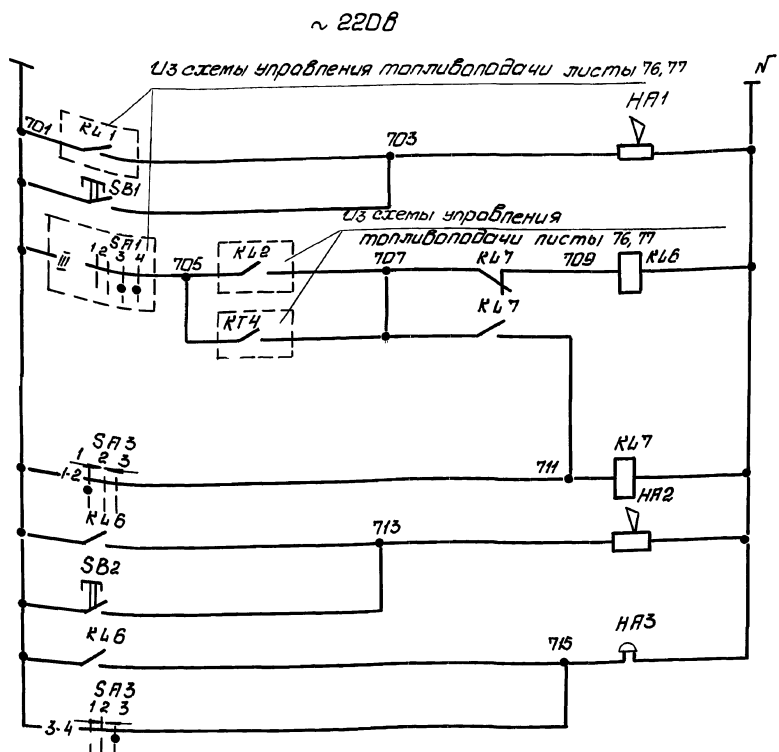 ~ 220В
Из схемы управления топливоподачи листы 76,77
N
701
KL1
703
HA1
SB1
III
1 2 SA1 3 4
705
KL2
Из схемы управления
топливоподачи листы 76,77
707
KL7
709
KL6
KT4
KL7
SA3
1 2 3
1-2
711
KL7
KL6
713
HA2
SB2
KL6
715
HA3
SA3
1 2 3
3-4